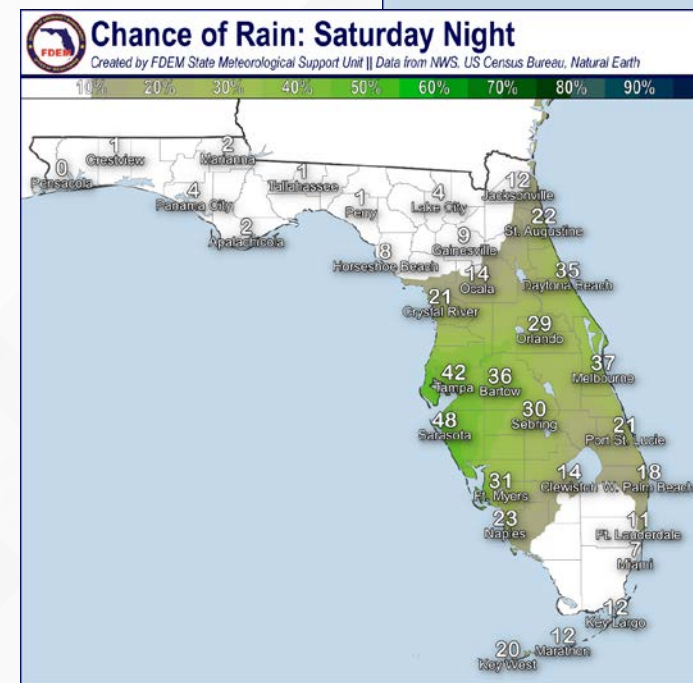 FDEM
Chance of Rain: Saturday Night
Created by FDEM State Meteorological Support Unit || Data from NWS, US Census Bureau, Natural Earth
10% 20% 30% 40% 50% 60% 70% 80% 90%
0
Pensacola
1
Crestview
2
Marianna
4
Panama City
2
Apalachicola
1
Tallahassee
1
Perry
4
Lake City
12
Jacksonville
22
St. Augustine
9
Gainesville
8
Horseshoe Beach
14
Ocala
35
Daytona Beach
21
Crystal River
29
Orlando
42
Tampa
36
Bartow
37
Melbourne
48
Sarasota
30
Sebring
21
Port St. Lucie
31
Ft. Myers
14
Clewiston
18
W. Palm Beach
23
Naples
11
Ft. Lauderdale
7
Miami
12
Key Largo
12
Marathon
20
Key West